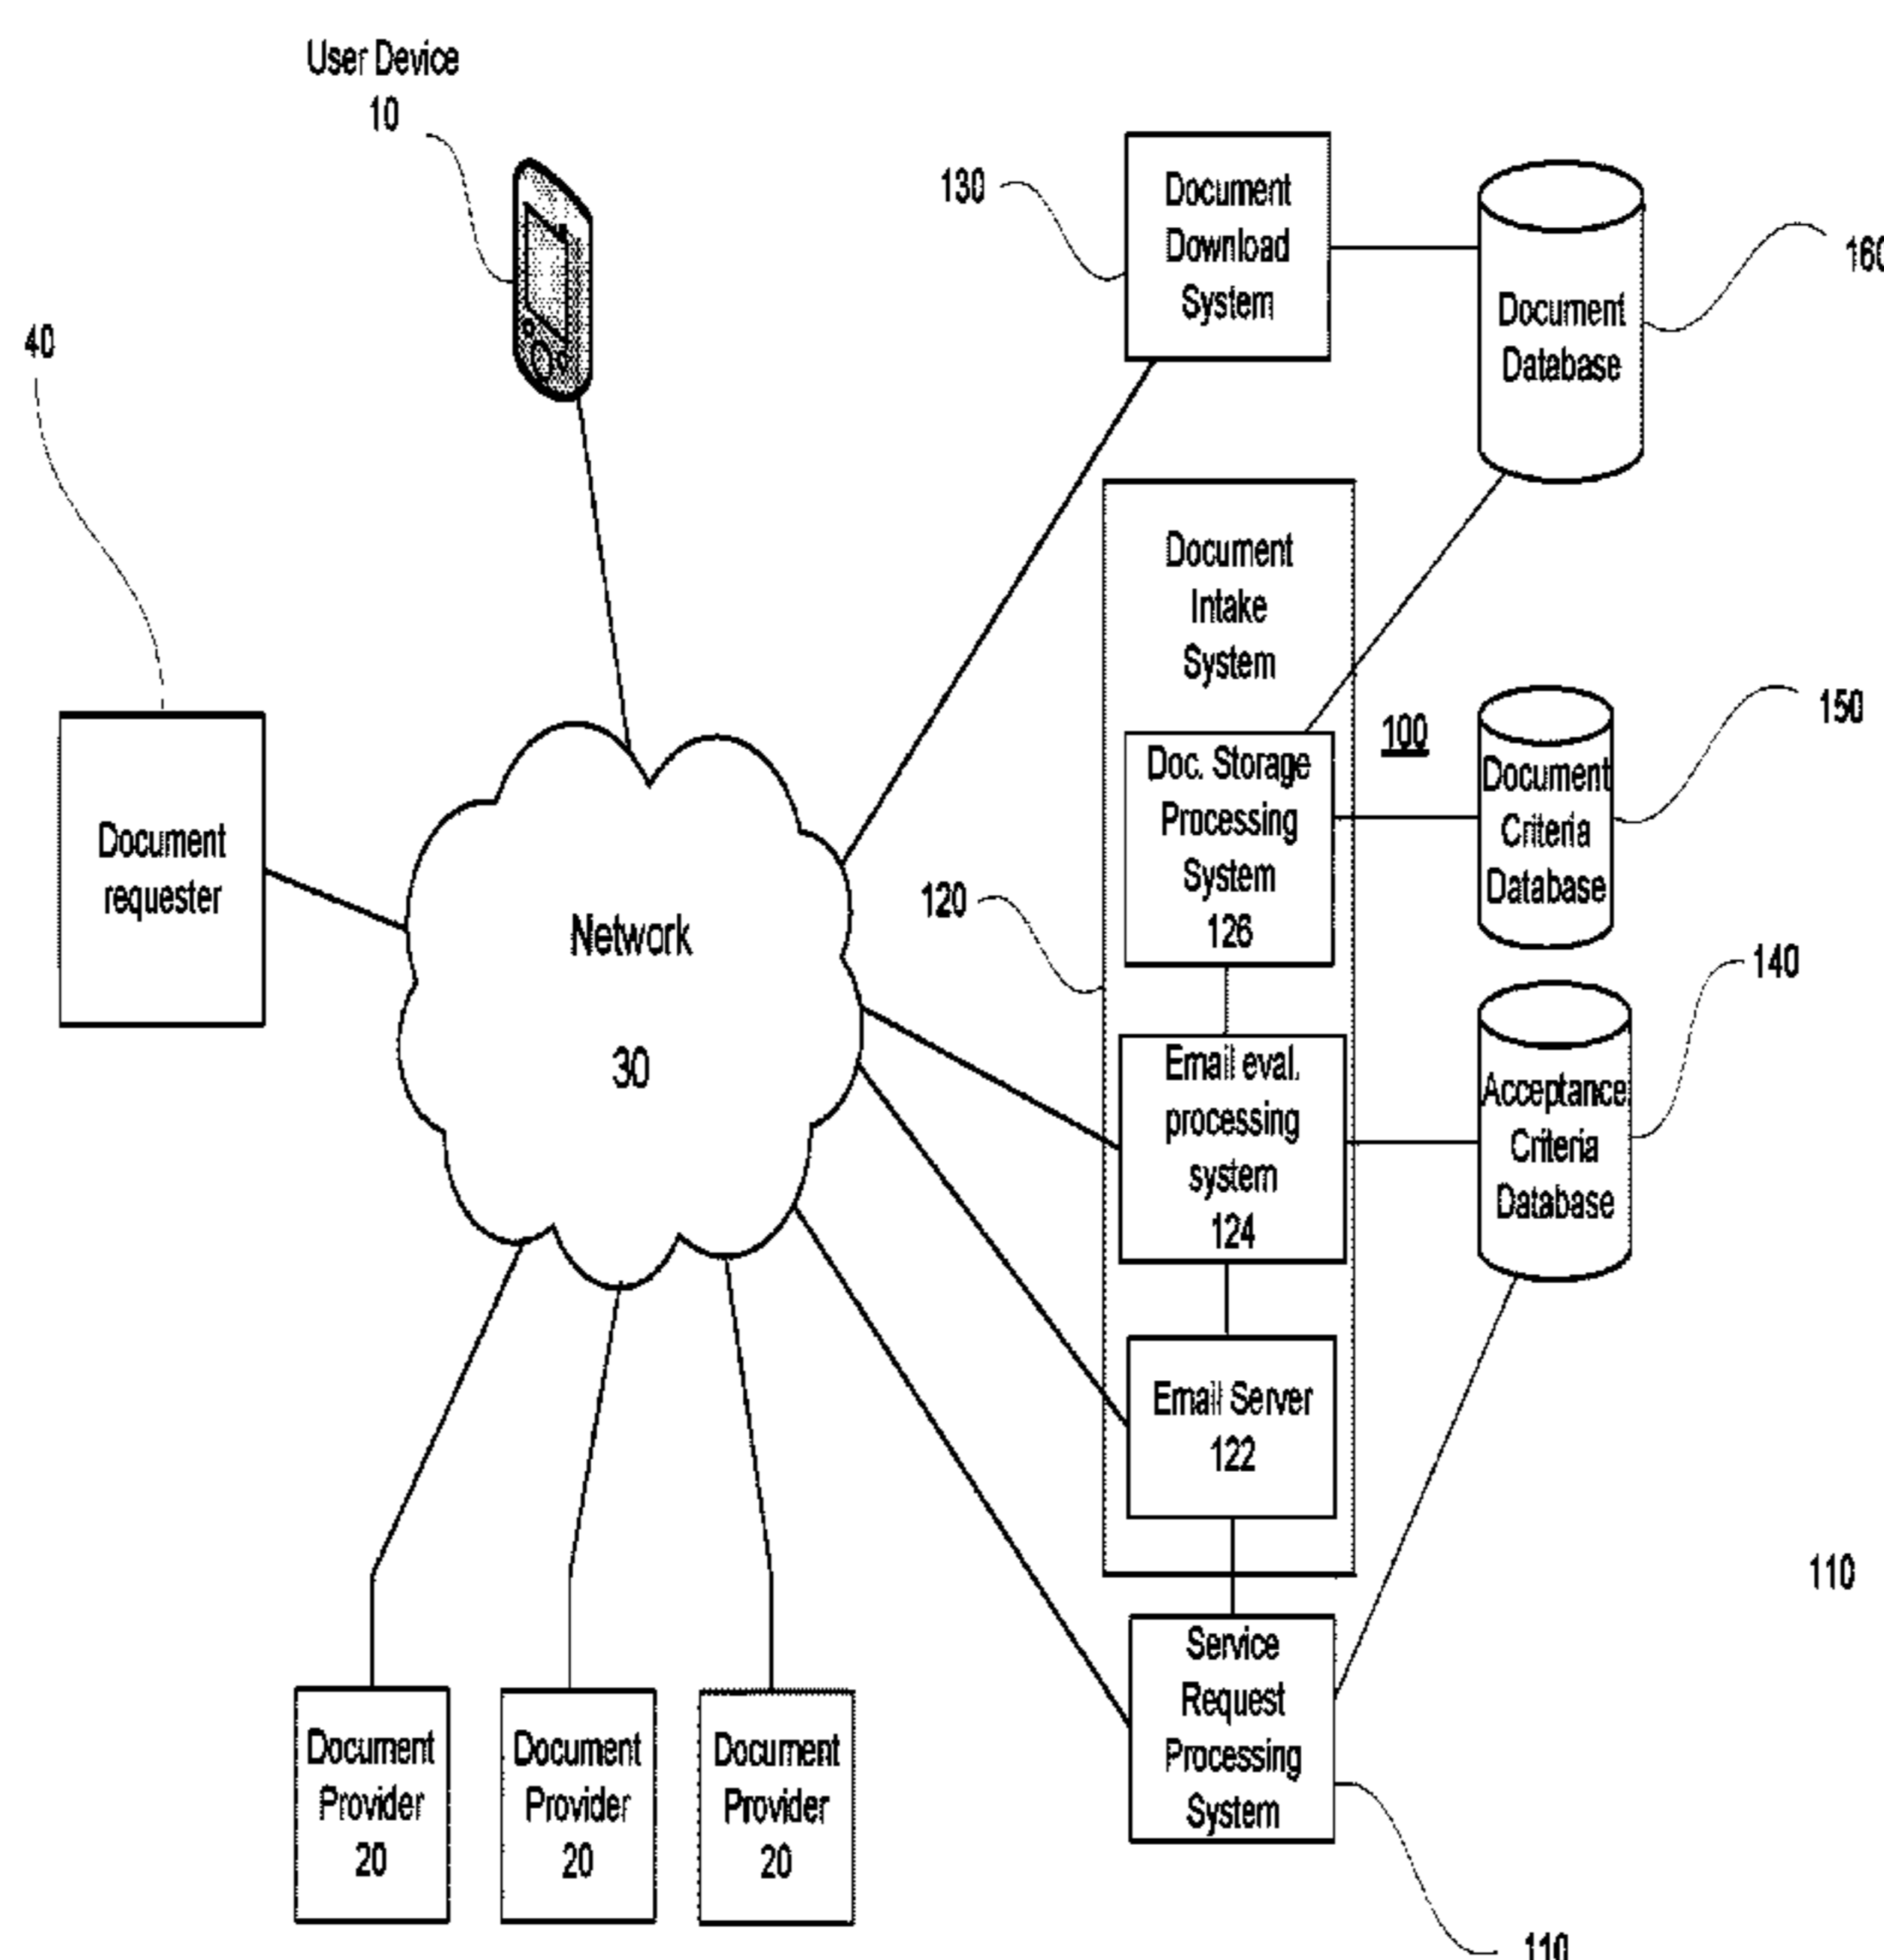 User Device
10
40
130
Document
Download
System
Document
Database
160
Document
Intake
System
100
Doc. Storage
Processing
System
126
Document
Criteria
Database
150
120
Document
requester
Network
30
Email eval.
processing
system
124
Acceptance
Criteria
Database
140
Email Server
122
110
Service
Request
Processing
System
110
Document
Provider
20
Document
Provider
20
Document
Provider
20